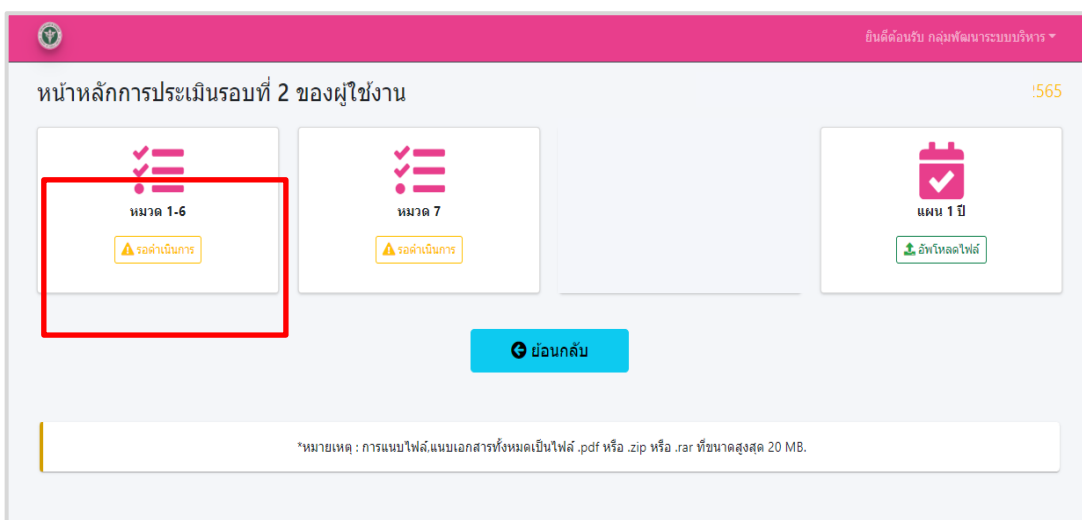 ยินดีต้อนรับ กลุ่มพัฒนาระบบบริหาร
หน้าหลักการประเมินรอบที่ 2 ของผู้ใช้งาน
565
หมวด 1-6
รอดำเนินการ
หมวด 7
รอดำเนินการ
แผน 1 ปี
อัพโหลดไฟล์
ย้อนกลับ
*หมายเหตุ : การแนบไฟล์,แนบเอกสารทั้งหมดเป็นไฟล์ .pdf หรือ .zip หรือ .rar ที่ขนาดสูงสุด 20 MB.